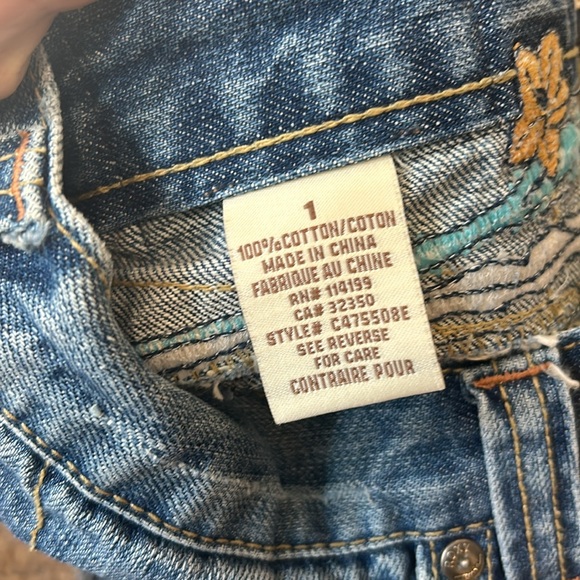 1
100%COTTON/COTON
MADE IN CHINA
FABRIQUE AU CHINE
RN# 114199
CA# 32350
STYLE# C475508E
SEE REVERSE
FOR CARE
CONTRAIRE POUR